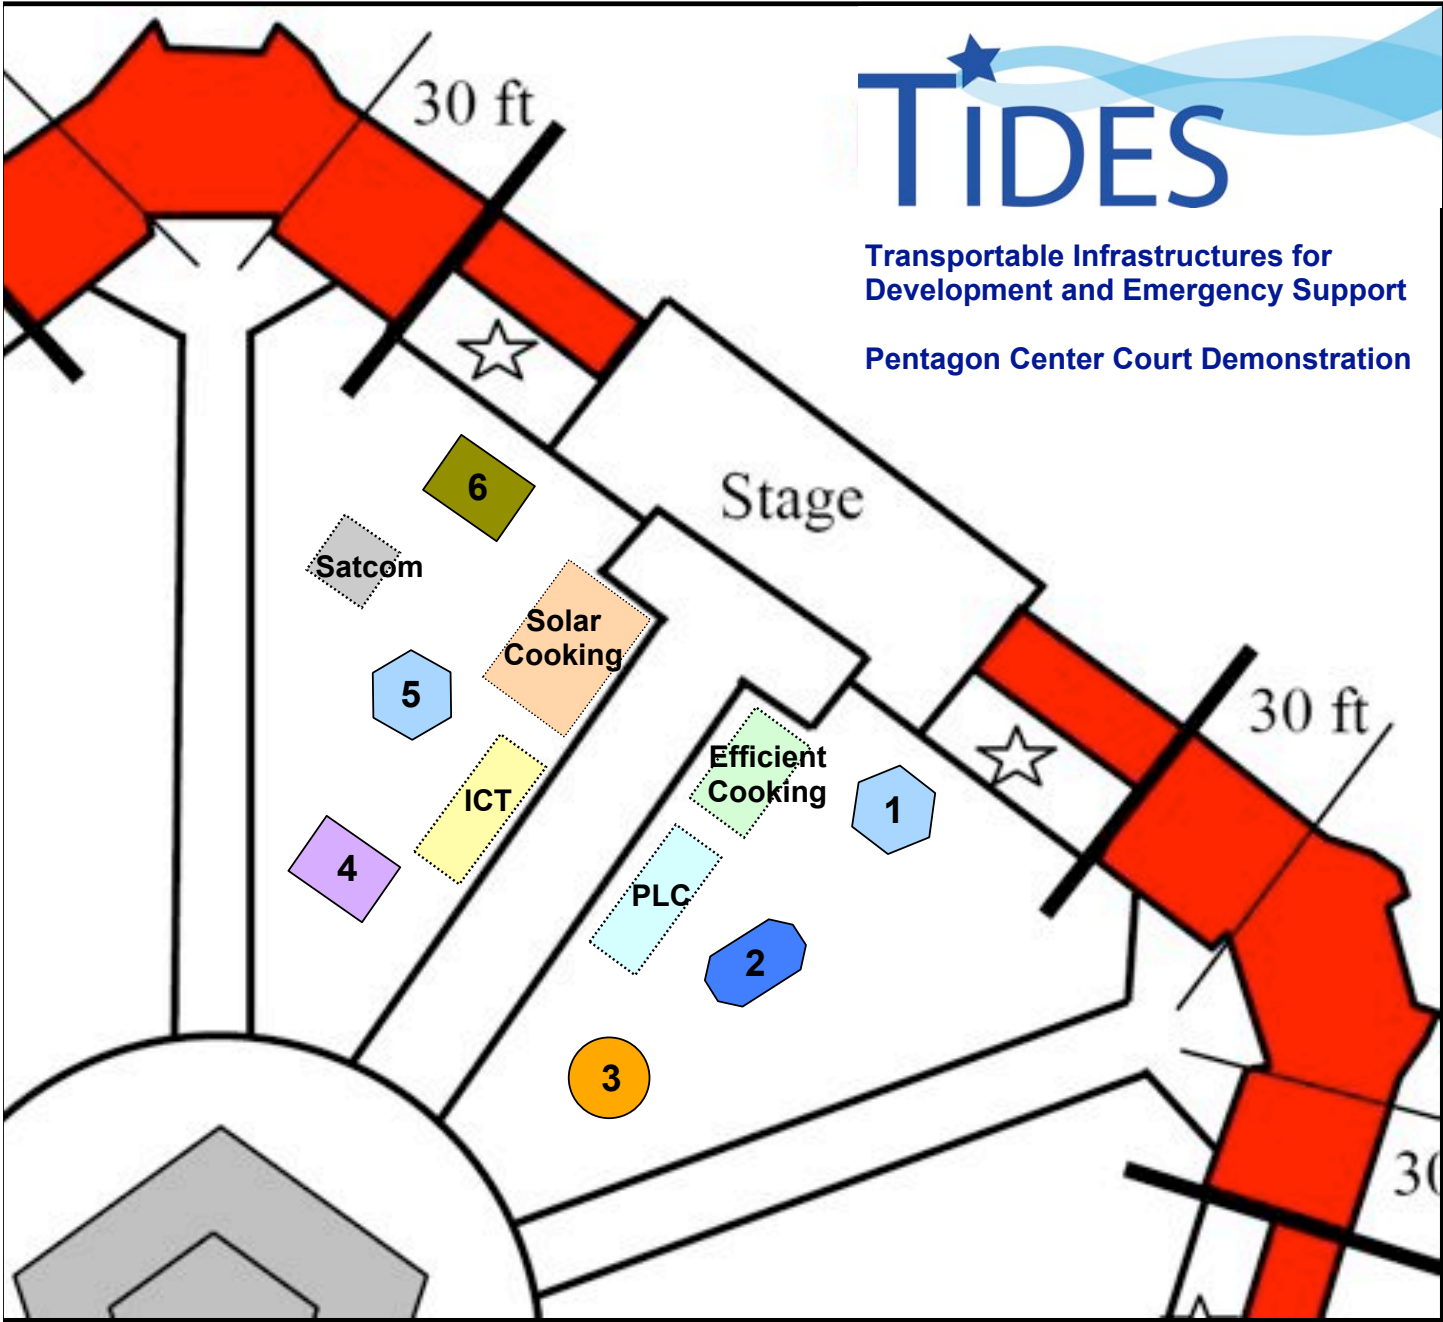 30 ft
TIDES
Transportable Infrastructures for
Development and Emergency Support
Pentagon Center Court Demonstration
6
Stage
Satcom
Solar
Cooking
5
30 ft
Efficient
Cooking
ICT
1
4
PLC
2
3
30